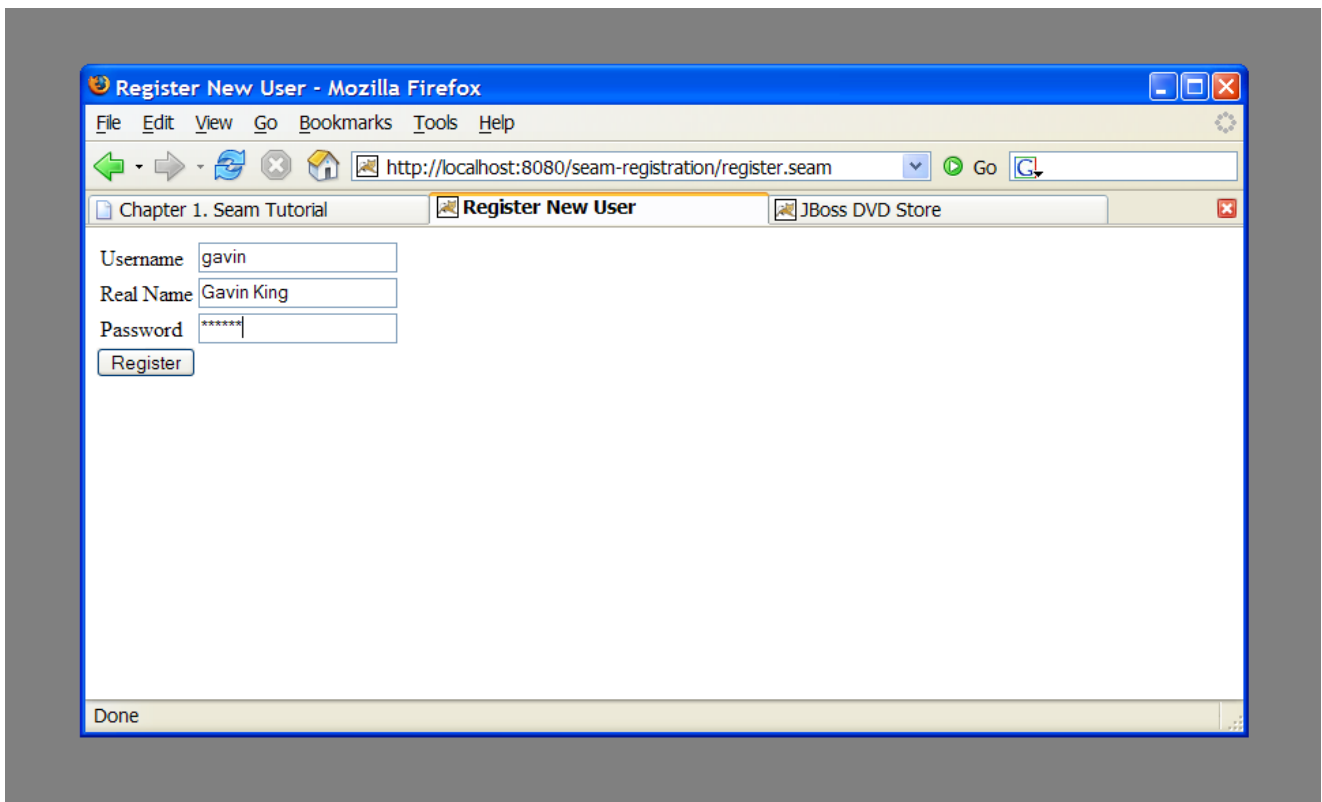 Register New User - Mozilla Firefox
File Edit View Go Bookmarks Tools Help
http://localhost:8080/seam-registration/register.seam Go G
Chapter 1. Seam Tutorial Register New User JBoss DVD Store
Username gavin
Real Name Gavin King
Password ******
Register
Done